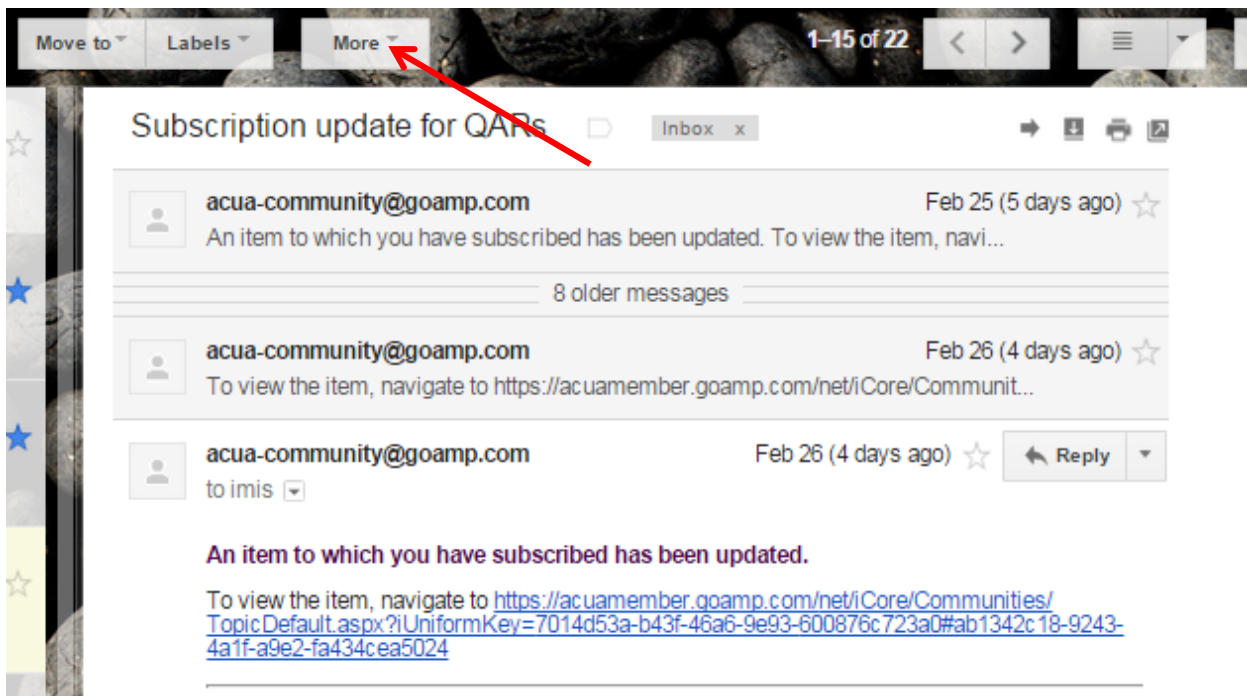 Move to Labels More 1–15 of 22
Subscription update for QARs Inbox x
acua-community@goamp.com Feb 25 (5 days ago)
An item to which you have subscribed has been updated. To view the item, navi...
8 older messages
acua-community@goamp.com Feb 26 (4 days ago)
To view the item, navigate to https://acuamember.goamp.com/net/iCore/Communit...
acua-community@goamp.com Feb 26 (4 days ago) Reply
to imis
An item to which you have subscribed has been updated.
To view the item, navigate to https://acuamember.goamp.com/net/iCore/Communities/
TopicDefault.aspx?iUniformKey=7014d53a-b43f-46a6-9e93-600876c723a0#ab1342c18-9243-
4a1f-a9e2-fa434cea5024